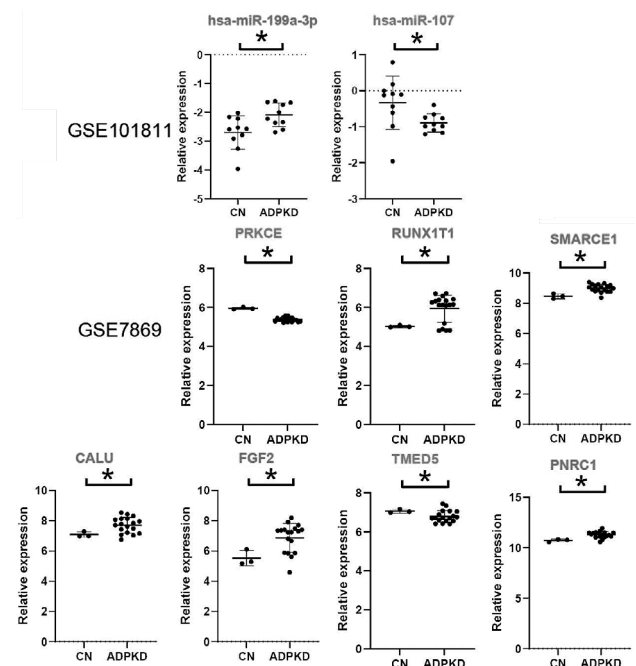 hsa-miR-199a-3p
*
Relative expression
0
-1
-2
-3
-4
-5
CN ADPKD
hsa-miR-107
*
Relative expression
1
0
-1
-2
-3
CN ADPKD
GSE101811
PRKCE
*
Relative expression
8
6
4
2
0
CN ADPKD
RUNX1T1
*
Relative expression
8
6
4
2
0
CN ADPKD
SMARCE1
*
Relative expression
10
8
6
4
2
0
CN ADPKD
GSE7869
CALU
*
Relative expression
10
8
6
4
2
0
CN ADPKD
FGF2
*
Relative expression
10
8
6
4
2
0
CN ADPKD
TMED5
*
Relative expression
8
6
4
2
0
CN ADPKD
PNRC1
*
Relative expression
15
10
5
0
CN ADPKD